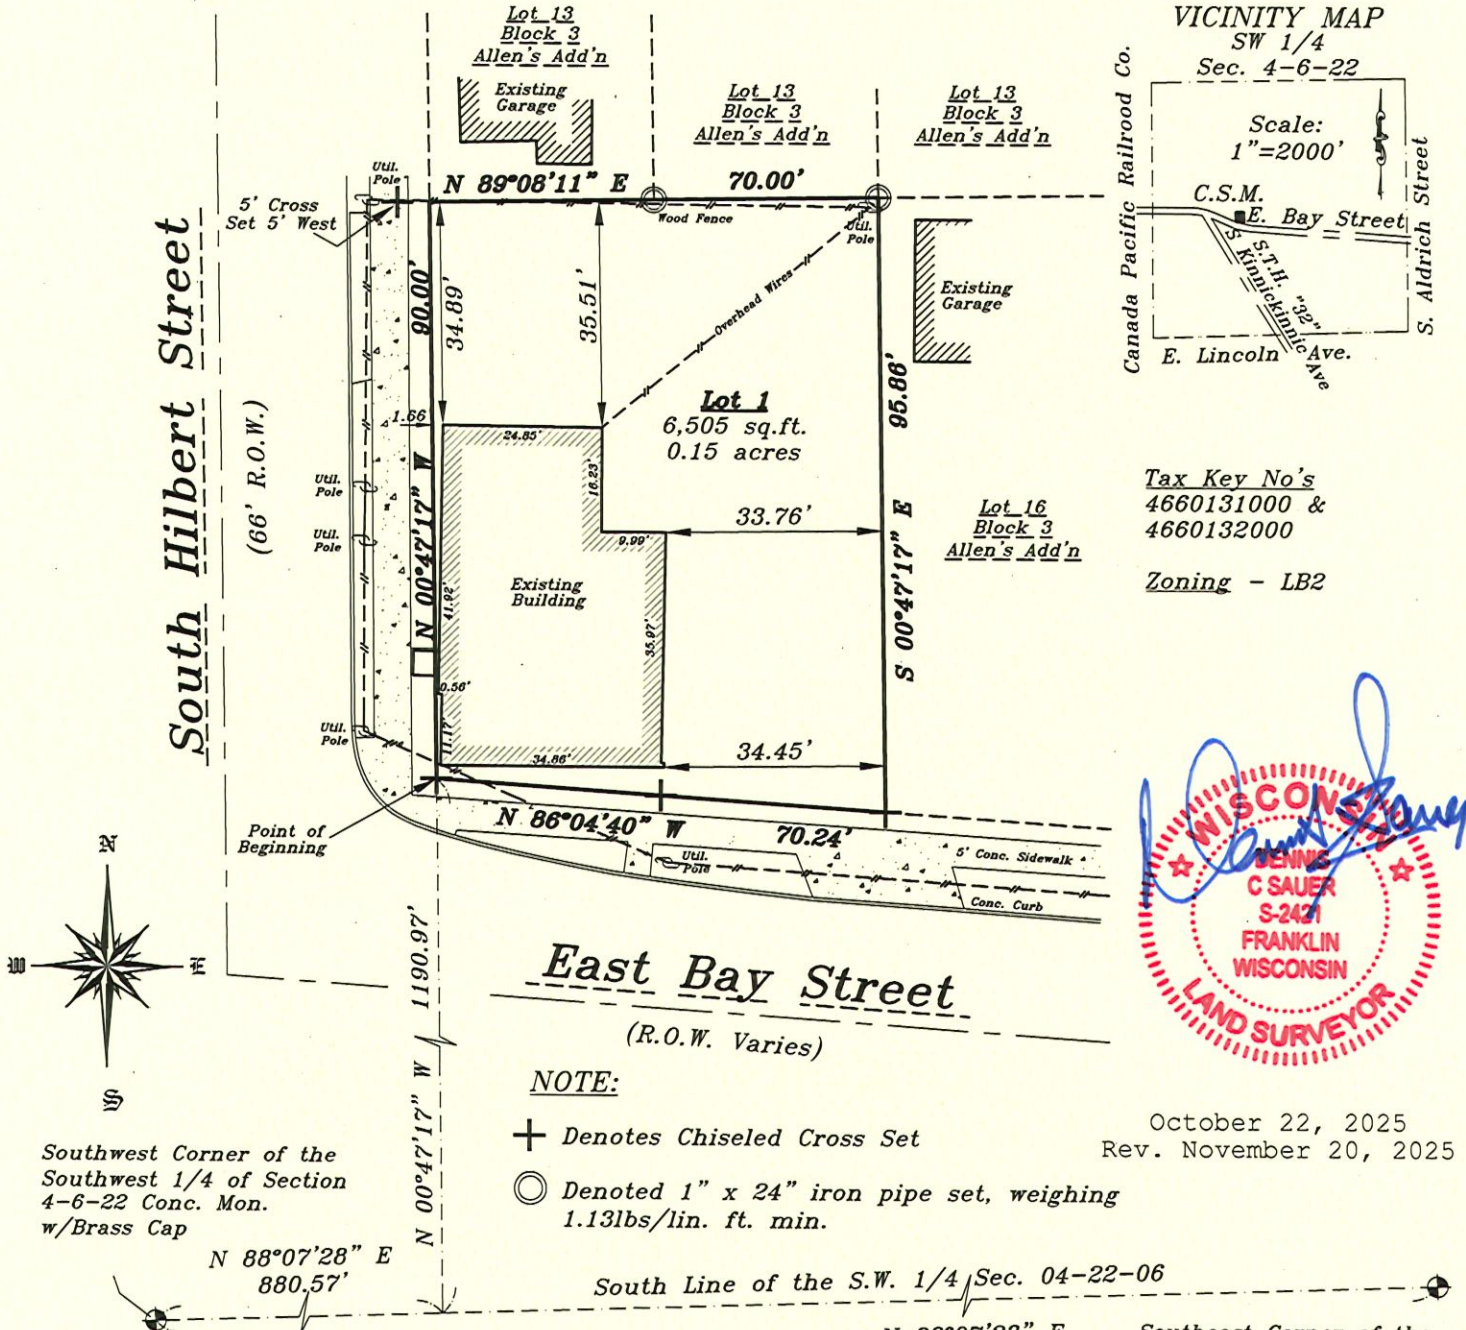 Lot 13
Block 3
Allen's Add'n
Existing
Garage
Lot 13
Block 3
Allen's Add'n
Lot 13
Block 3
Allen's Add'n
VICINITY MAP
SW 1/4
Sec. 4-6-22
Scale:
1"=2000'
C.S.M.
E. Bay Street
S.T.H. "32"
S Kinnickinnic Ave
E. Lincoln Ave.
Canada Pacific Railrood Co.
S. Aldrich Street
Util.
Pole
N 89°08'11" E
70.00'
5' Cross
Set 5' West
Wood Fence
Util.
Pole
South Hilbert Street
(66' R.O.W.)
90.00'
34.89'
35.51'
Overhead Wires
Existing
Garage
95.86'
Lot 1
6,505 sq.ft.
0.15 acres
1.66
24.85'
16.23'
N 00°47'17" W
Util.
Pole
Util.
Pole
33.76'
9.99'
S 00°47'17" E
Lot 16
Block 3
Allen's Add'n
Tax Key No's
4660131000 &
4660132000
Zoning - LB2
Existing
Building
41.92'
35.97'
0.56'
11.17'
34.86'
34.45'
Util.
Pole
Point of
Beginning
N 86°04'40" W
70.24'
Util.
Pole
5' Conc. Sidewalk
Conc. Curb
WISCONSIN
DENNIS
C SAUER
S-2421
FRANKLIN
WISCONSIN
LAND SURVEYOR
N
W
E
S
East Bay Street
(R.O.W. Varies)
N 00°47'17" W 1190.97'
NOTE:
Denotes Chiseled Cross Set
Denoted 1" x 24" iron pipe set, weighing
1.13lbs/lin. ft. min.
October 22, 2025
Rev. November 20, 2025
Southwest Corner of the
Southwest 1/4 of Section
4-6-22 Conc. Mon.
w/Brass Cap
N 88°07'28" E
880.57'
South Line of the S.W. 1/4 Sec. 04-22-06